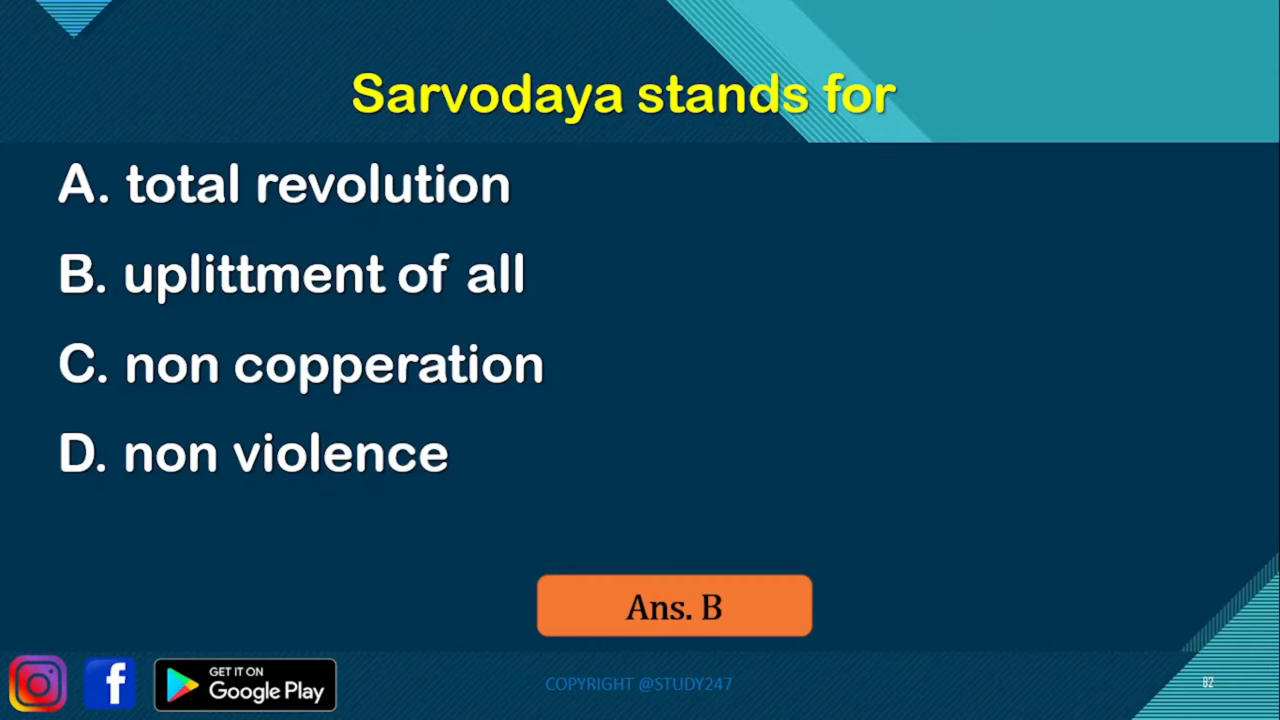 Sarvodaya stands for
A. total revolution
B. uplittment of all
C. non copperation
D. non violence
Ans. B
GET IT ON
Google Play
COPYRIGHT @STUDY247
82